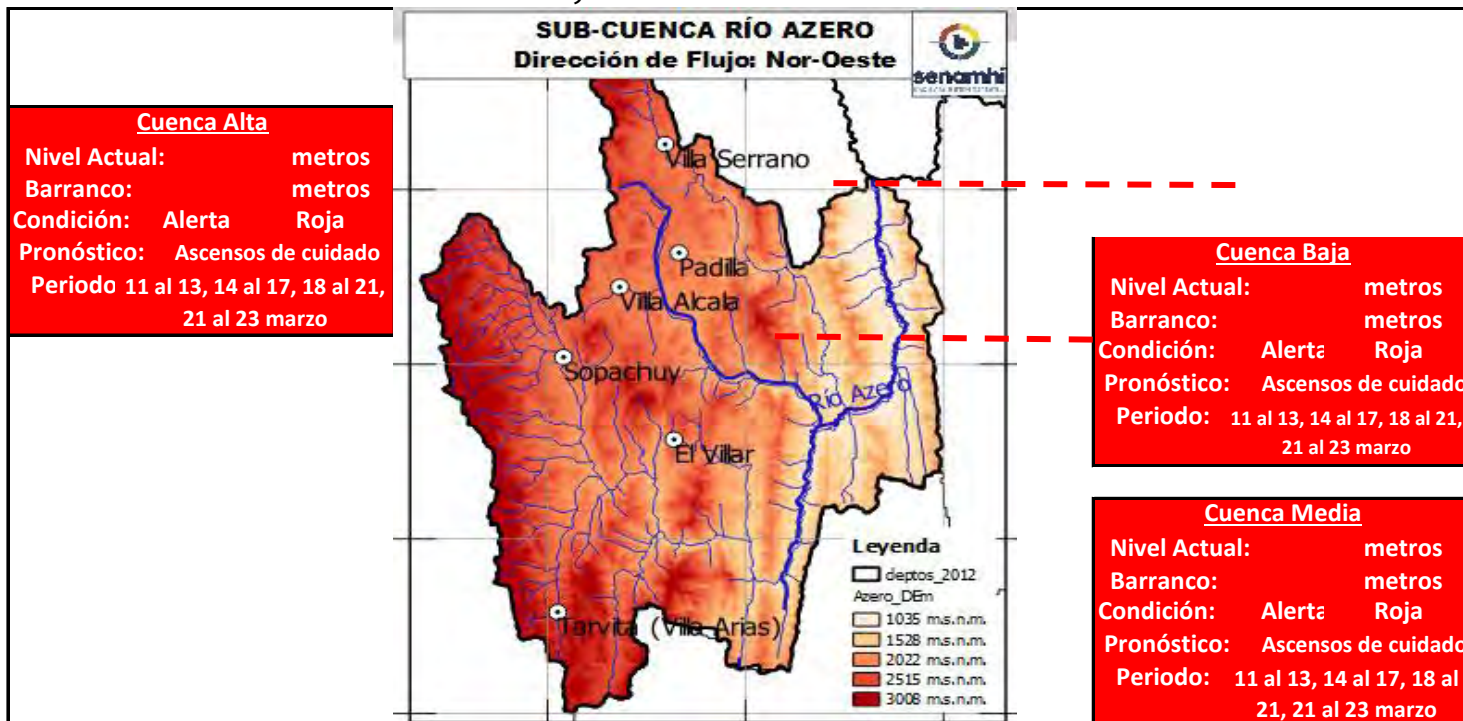 SUB-CUENCA RÍO AZERO
Dirección de Flujo: Nor-Oeste
senamhi
Cuenca Alta
Nivel Actual: metros
Barranco: metros
Condición: Alerta Roja
Pronóstico: Ascensos de cuidado
Periodo 11 al 13, 14 al 17, 18 al 21,
21 al 23 marzo
Villa Serrano
Padilla
Villa Alcala
Sopachuy
Río Azero
El Villar
Tarvita (Villa Arias)
Cuenca Baja
Nivel Actual: metros
Barranco: metros
Condición: Alerta Roja
Pronóstico: Ascensos de cuidado
Periodo: 11 al 13, 14 al 17, 18 al 21,
21 al 23 marzo
Cuenca Media
Nivel Actual: metros
Barranco: metros
Condición: Alerta Roja
Pronóstico: Ascensos de cuidado
Periodo: 11 al 13, 14 al 17, 18 al
21, 21 al 23 marzo
Leyenda
deptos_2012
Azero_DEm
1035 m.s.n.m.
1528 m.s.n.m.
2022 m.s.n.m.
2515 m.s.n.m.
3008 m.s.n.m.